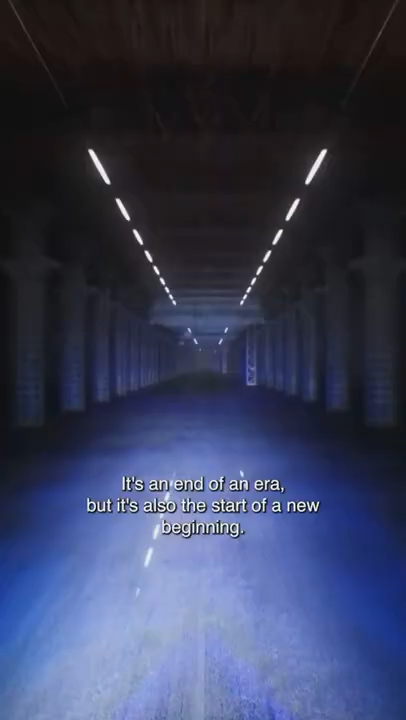 It's an end of an era,
but it's also the start of a new
beginning.